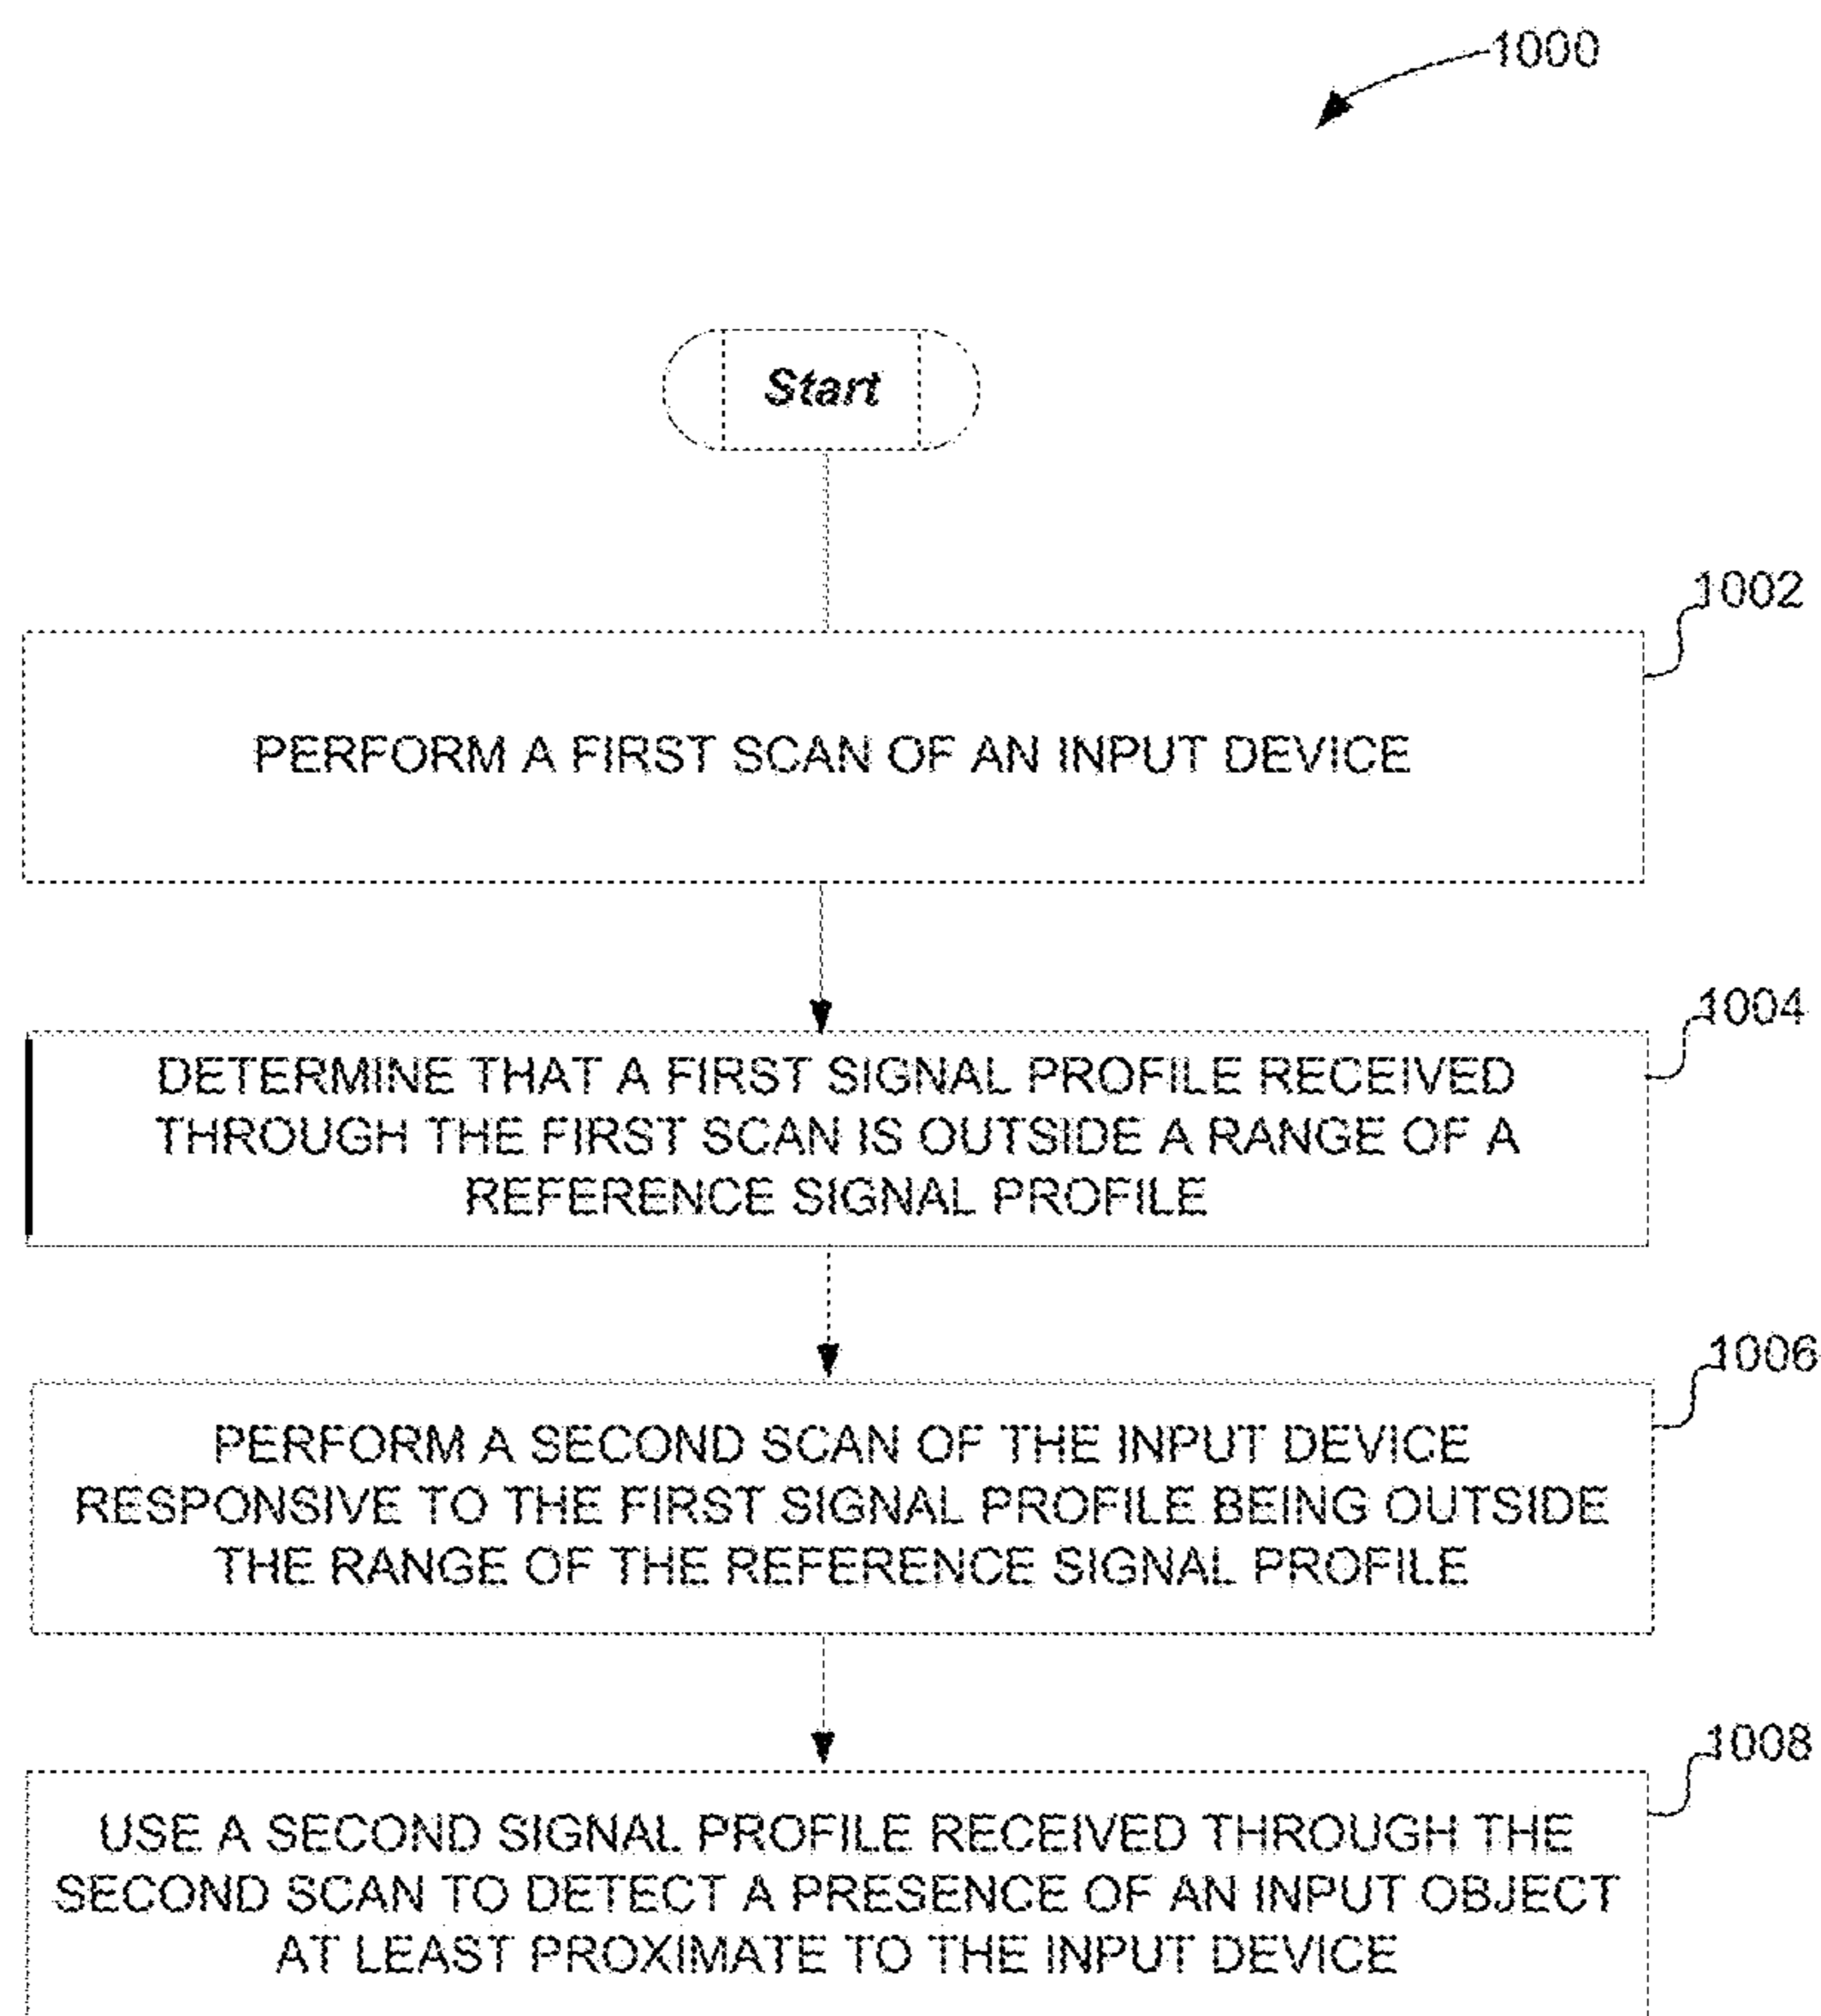 1000
Start
1002
PERFORM A FIRST SCAN OF AN INPUT DEVICE
1004
DETERMINE THAT A FIRST SIGNAL PROFILE RECEIVED
THROUGH THE FIRST SCAN IS OUTSIDE A RANGE OF A
REFERENCE SIGNAL PROFILE
1006
PERFORM A SECOND SCAN OF THE INPUT DEVICE
RESPONSIVE TO THE FIRST SIGNAL PROFILE BEING OUTSIDE
THE RANGE OF THE REFERENCE SIGNAL PROFILE
1008
USE A SECOND SIGNAL PROFILE RECEIVED THROUGH THE
SECOND SCAN TO DETECT A PRESENCE OF AN INPUT OBJECT
AT LEAST PROXIMATE TO THE INPUT DEVICE